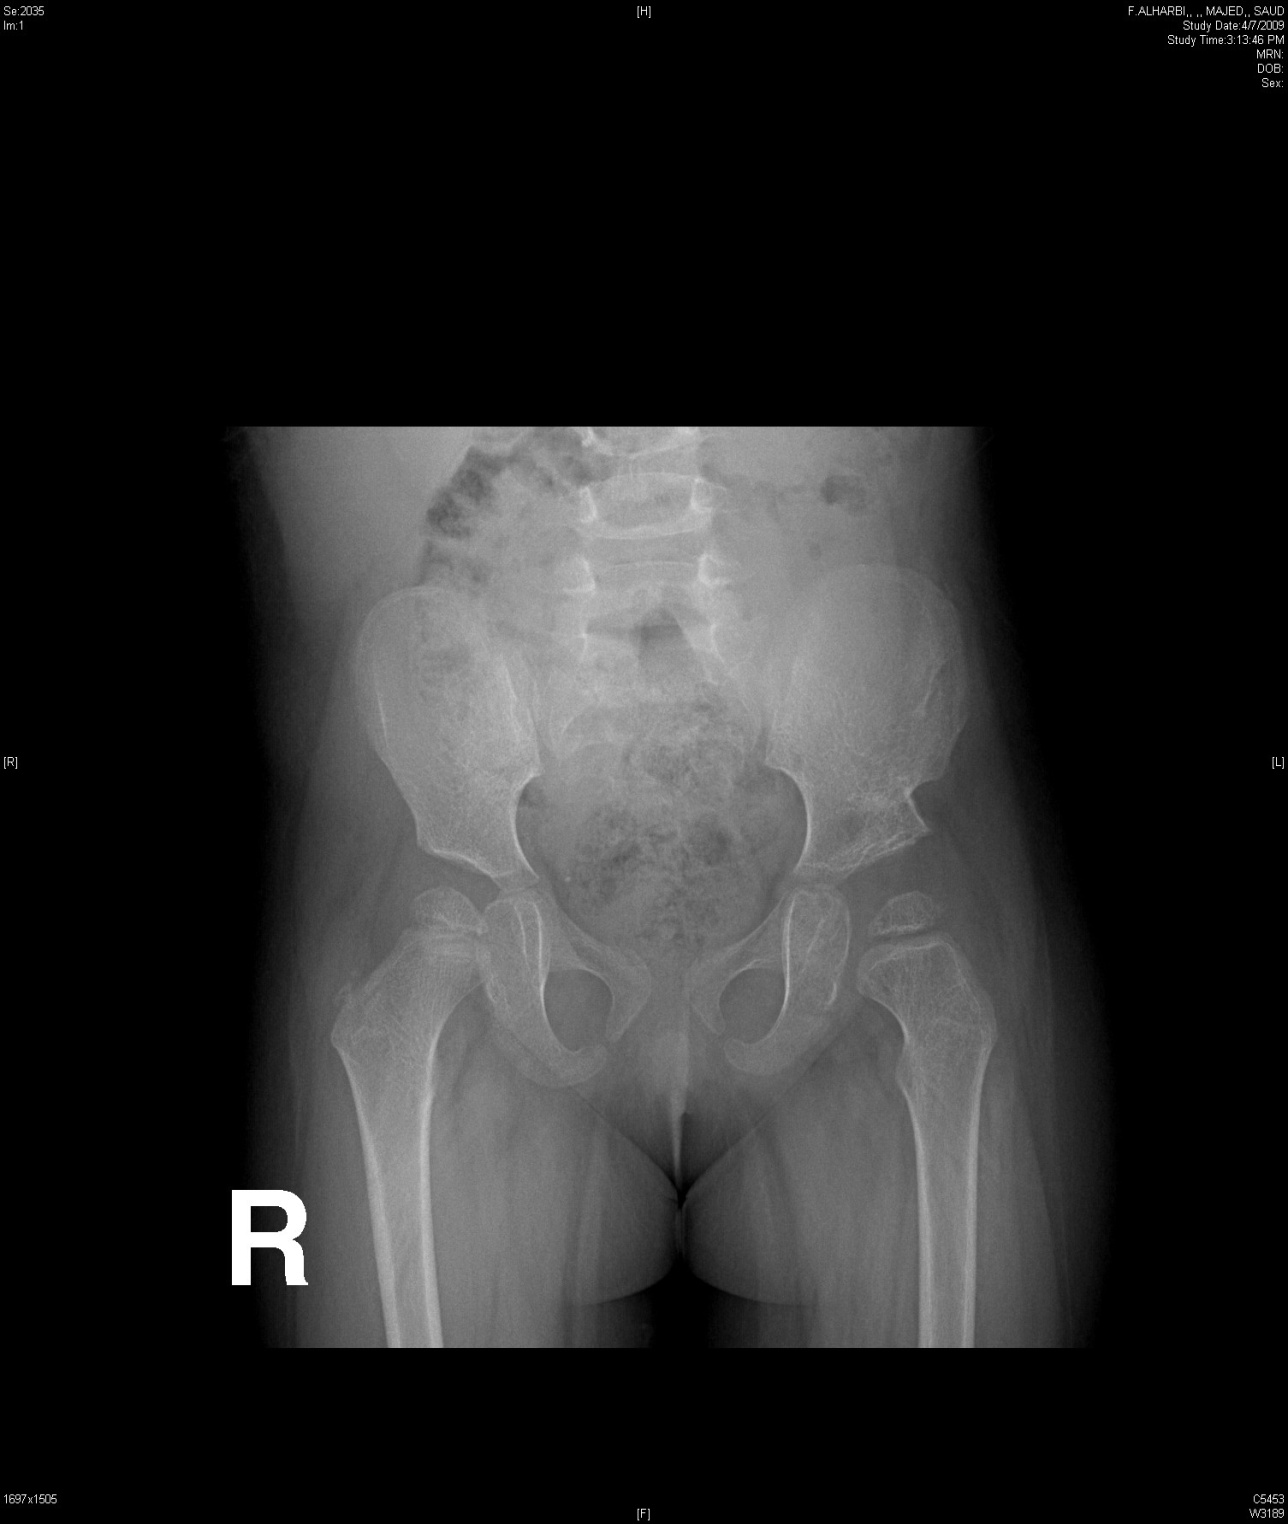 Se:2035
Im:1
[H]
F.ALHARBI,, ,, MAJED,, SAUD
Study Date:4/7/2009
Study Time:3:13:46 PM
MRN:
DOB:
Sex:
[R]
[L]
R
1697x1505
[F]
C5453
W3189